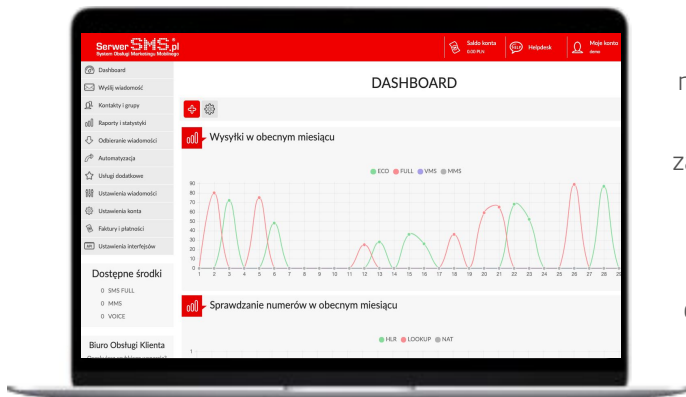 Serwer SMS.pl
System Obsługi Marketingu Mobilnego
Saldo konta
0.00 PLN
HELP
Helpdesk
Moje konto
demo
Dashboard
Wyślij wiadomość
Kontakty i grupy
Raporty i statystyki
Odbieranie wiadomości
Automatyzacja
Usługi dodatkowe
Ustawienia wiadomości
Ustawienia konta
Faktury i płatności
API Ustawienia interfejsów
Dostępne środki
0 SMS FULL
0 MMS
0 VOICE
Biuro Obsługi Klienta
DASHBOARD
Wysyłki w obecnym miesiącu
ECO FULL VMS MMS
90
80
70
60
50
40
30
20
10
0
1 2 3 4 5 6 7 8 9 10 11 12 13 14 15 16 17 18 19 20 21 22 23 24 25 26 27 28 29
Sprawdzanie numerów w obecnym miesiącu
HLR LOOKUP NAT
1